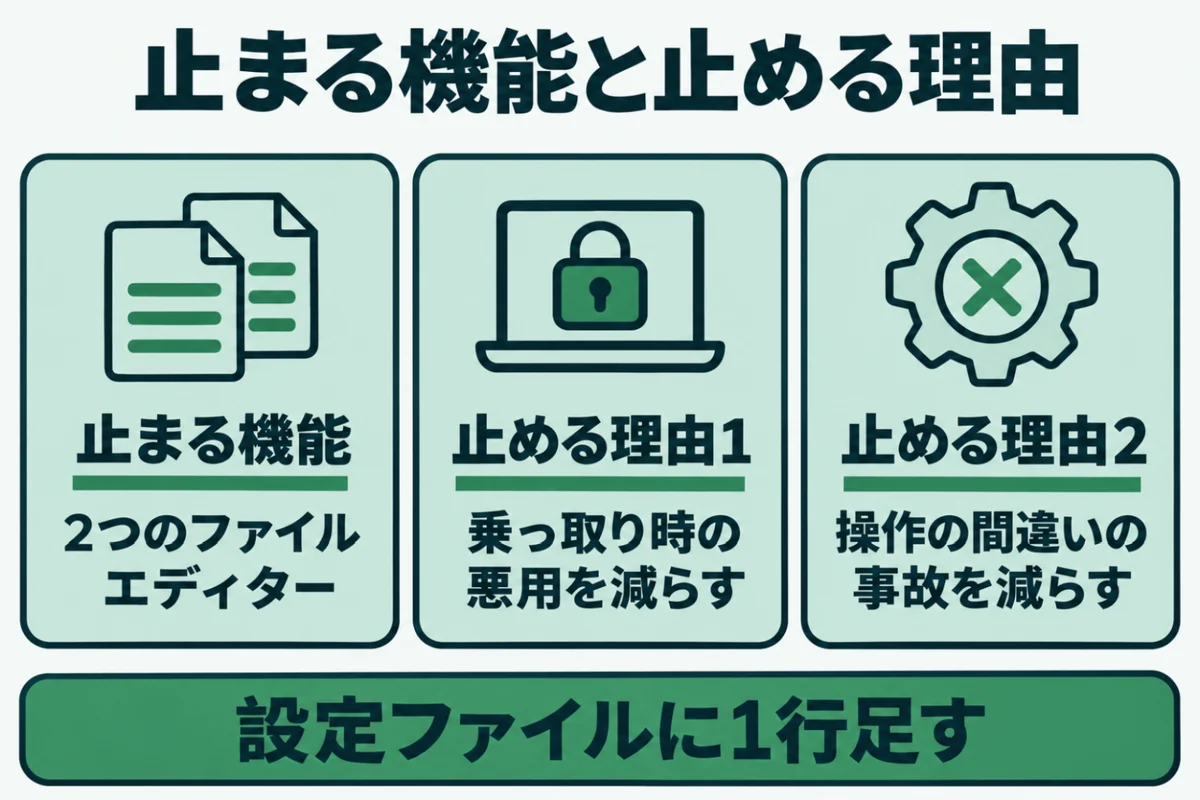 止まる機能と止める理由
止まる機能
2つのファイル
エディター
止める理由1
乗っ取り時の
悪用を減らす
止める理由2
操作の間違いの
事故を減らす
設定ファイルに1行足す